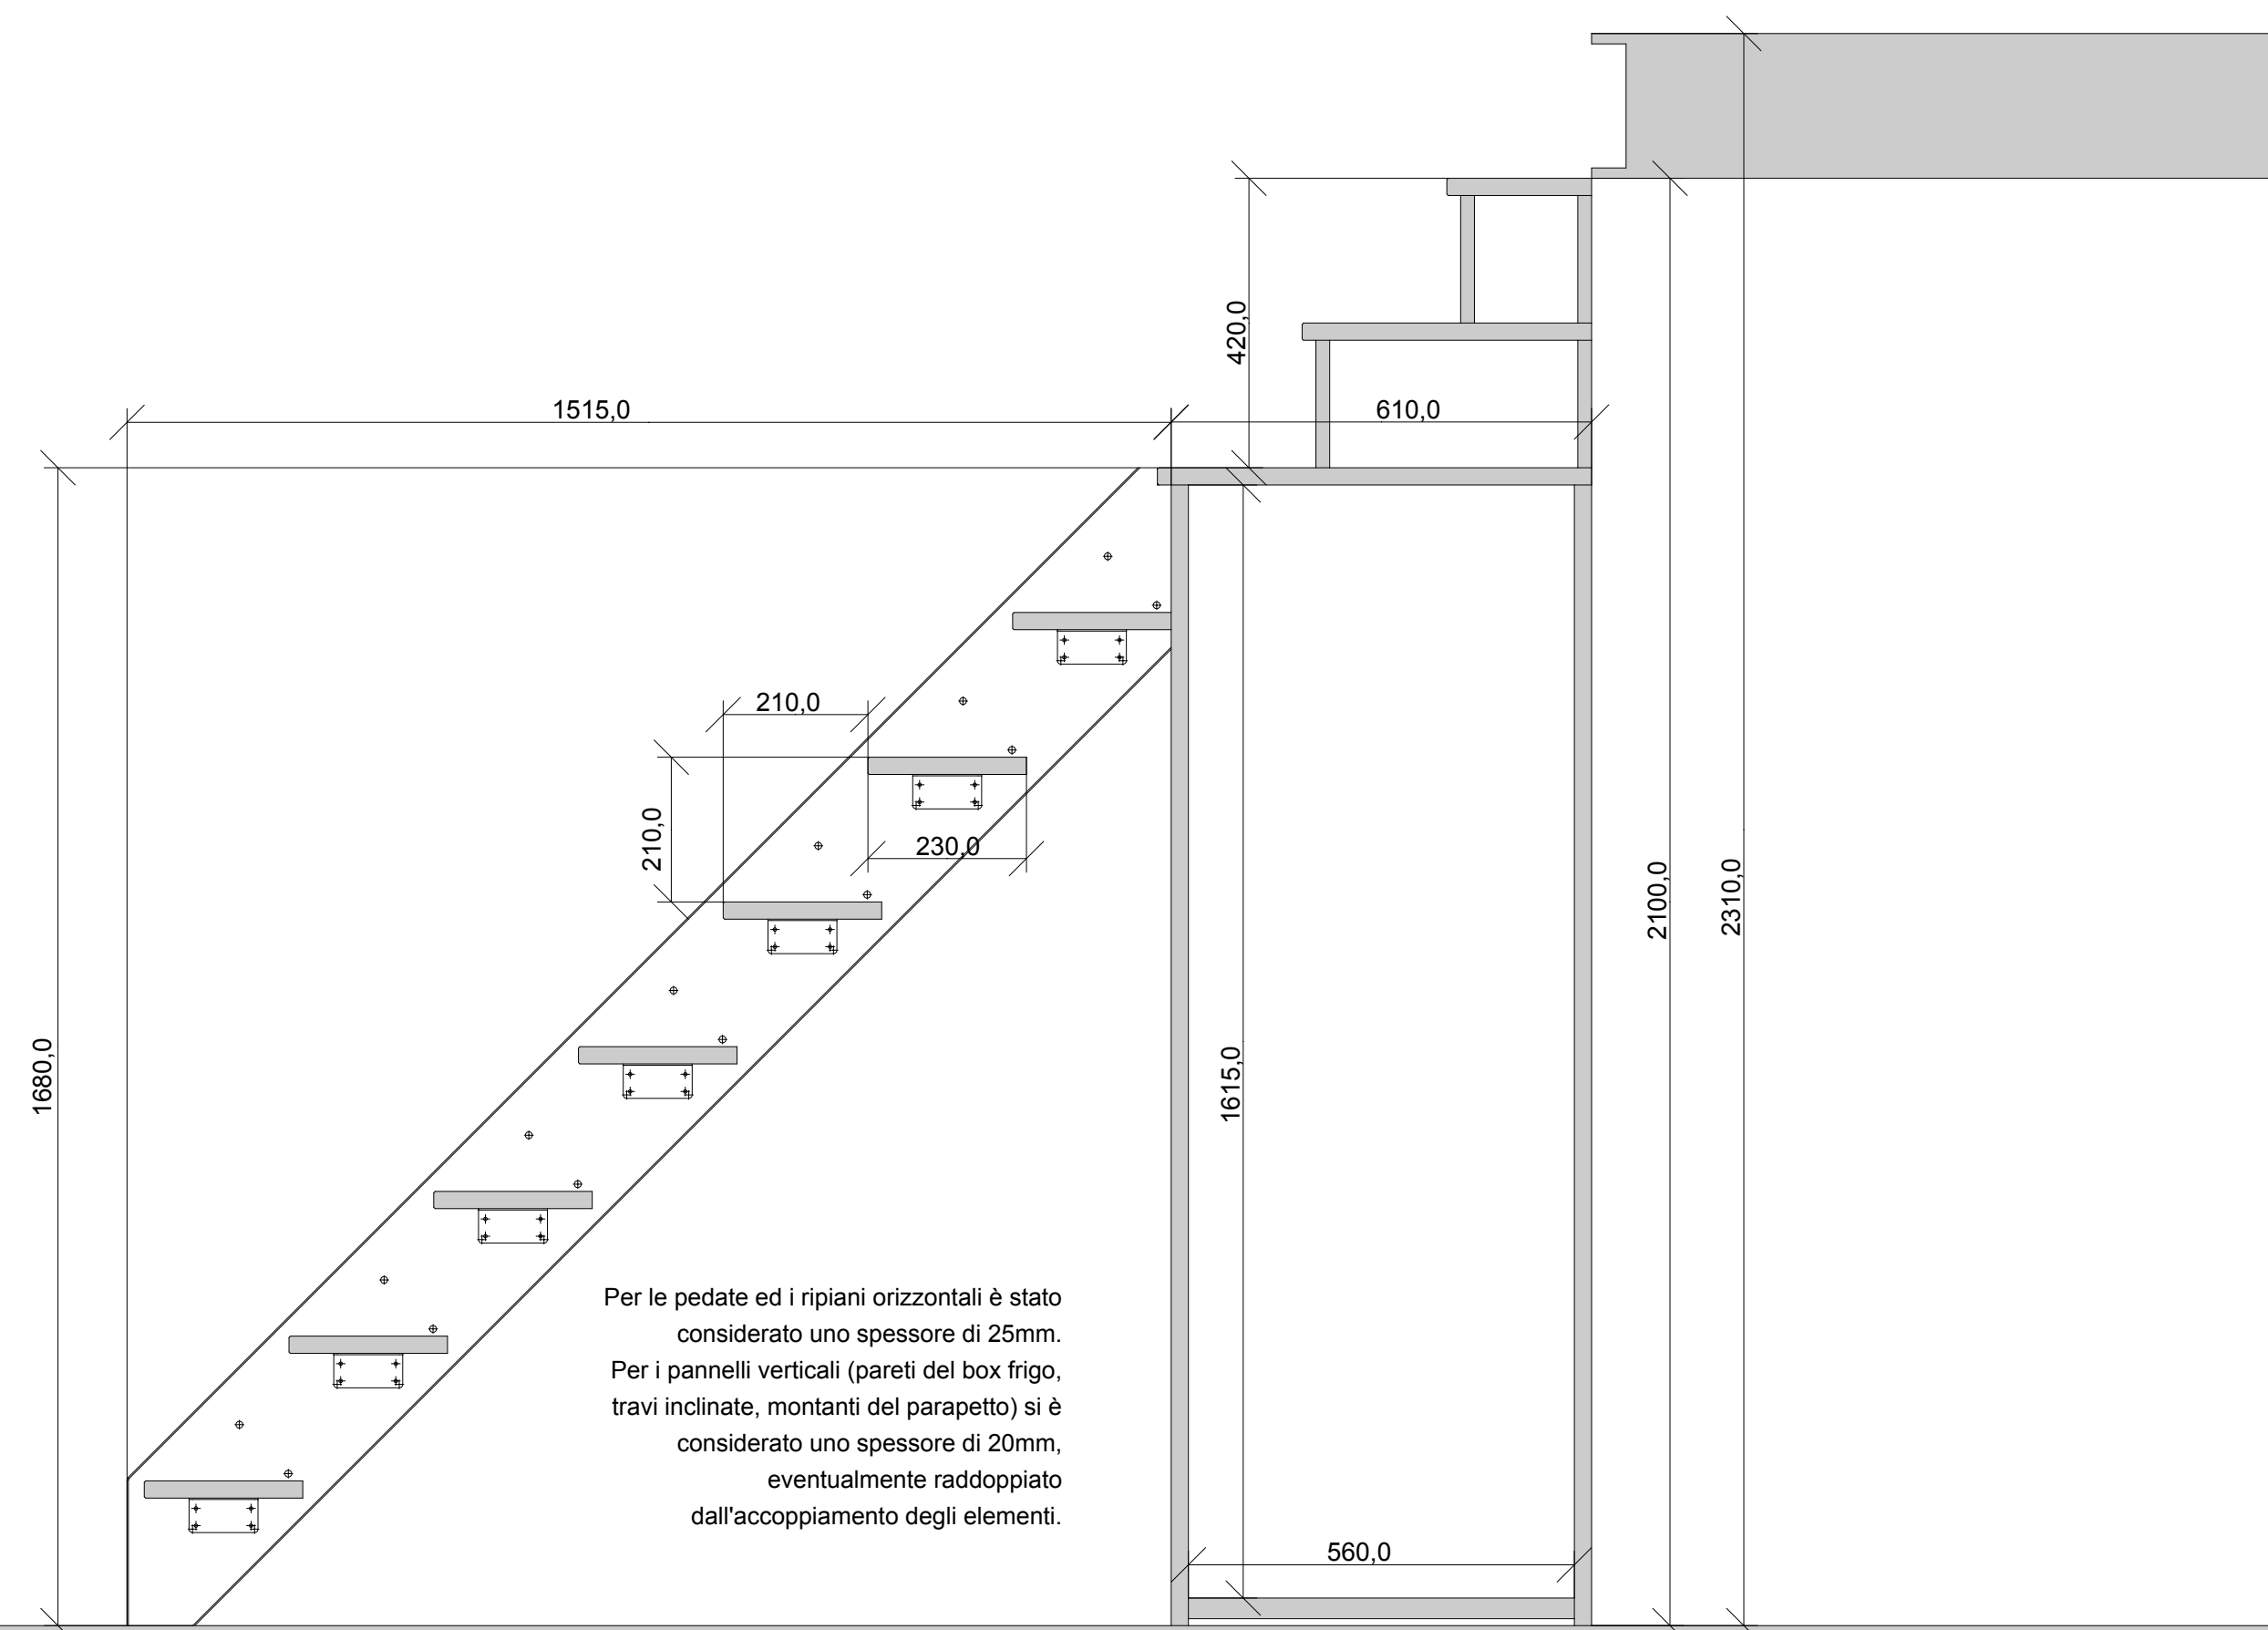 420,0
1515,0
610,0
210,0
210,0
230,0
2100,0
2310,0
1680,0
1615,0
Per le pedate ed i ripiani orizzontali è stato
considerato uno spessore di 25mm.
Per i pannelli verticali (pareti del box frigo,
travi inclinate, montanti del parapetto) si è
considerato uno spessore di 20mm,
eventualmente raddoppiato
dall'accoppiamento degli elementi.
560,0